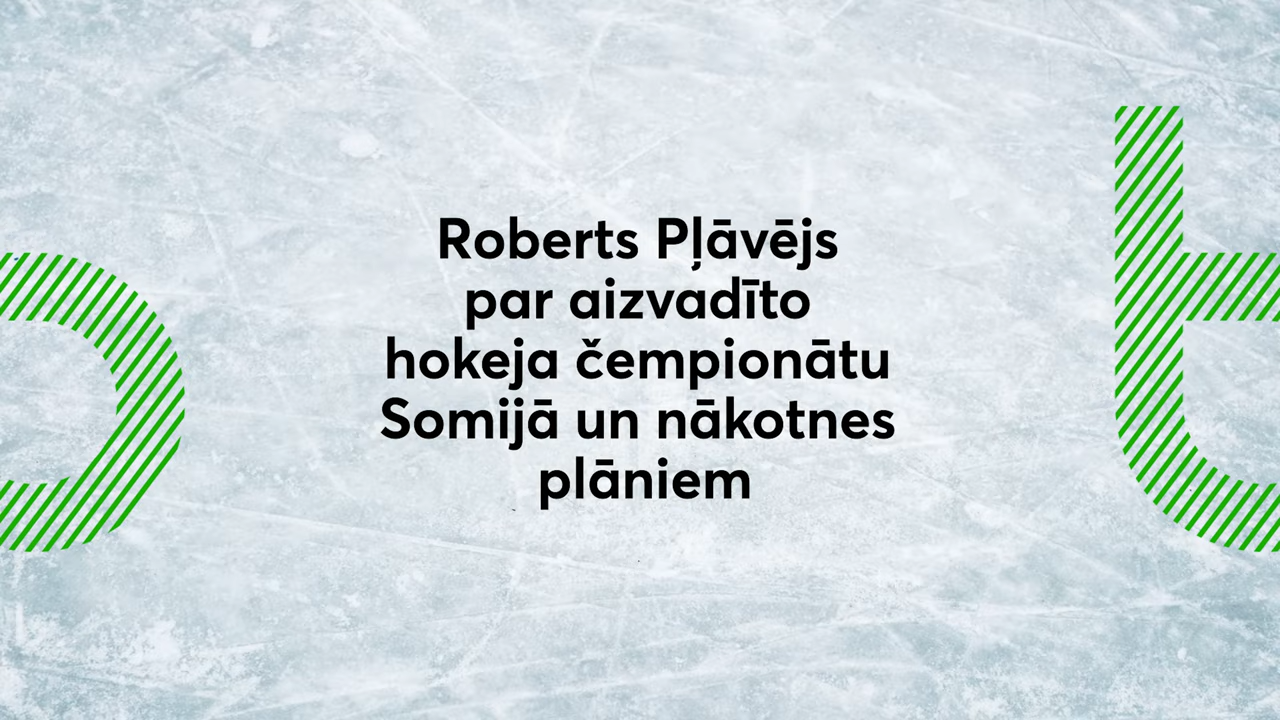 Roberts Pļāvējs
par aizvadīto
hokeja čempionātu
Somijā un nākotnes
plāniem